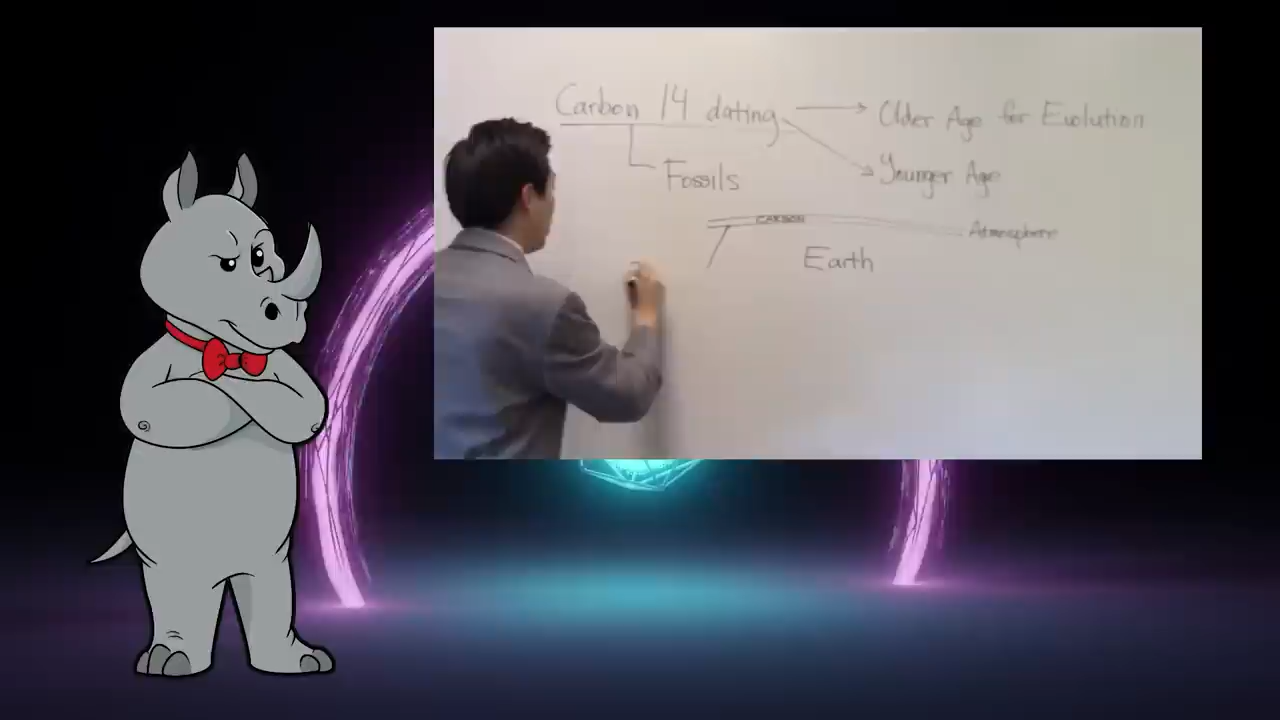 Carbon 14 dating
Older Age for Evolution
Fossils
Younger Age
CARBON
Atmosphere
Earth